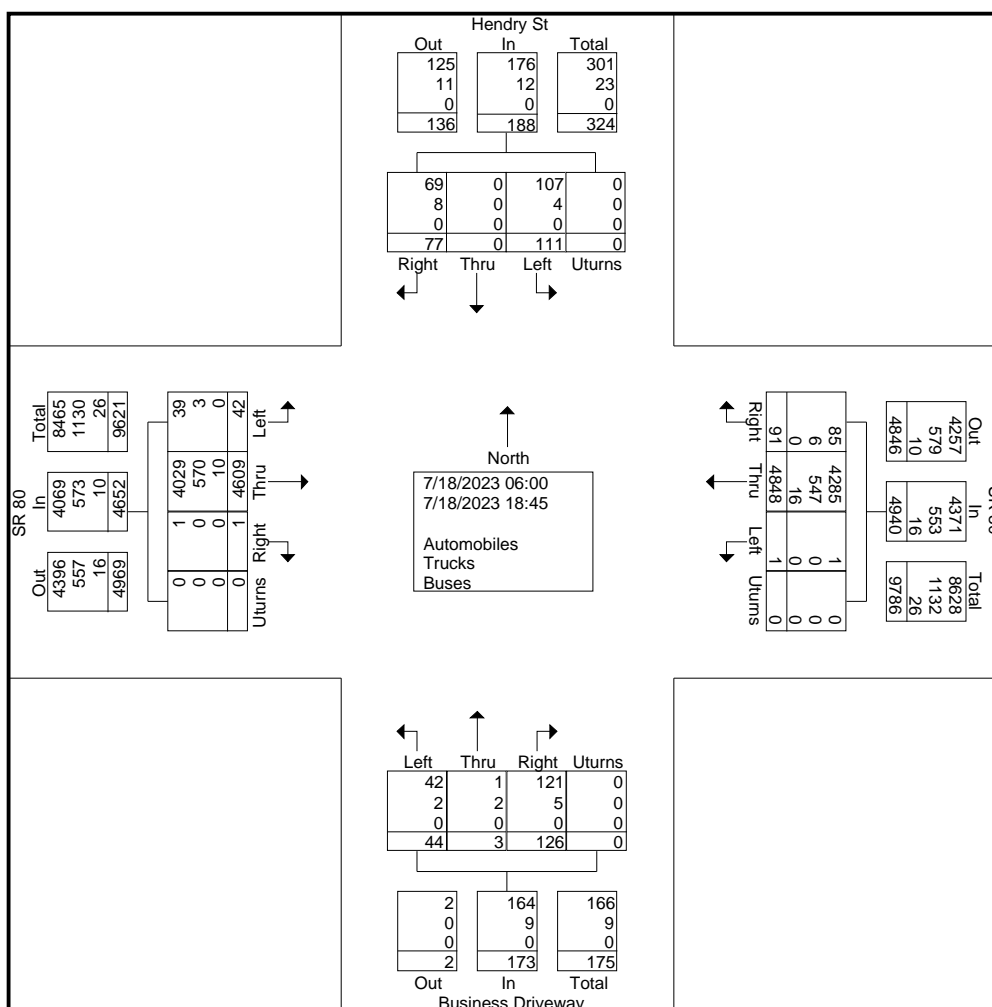 Hendry St
Out In Total
125 176 301
11 12 23
0 0 0
136 188 324
69 0 107 0
8 0 4 0
0 0 0 0
77 0 111 0
Right Thru Left Uturns
SR 80
Total
8465
1130
26
9621
In
4069
573
10
4652
Out
4396
557
16
4969
39 3 0 42 Left
4029 570 10 4609 Thru
1 0 0 1 Right
0 0 0 0 Uturns
North
7/18/2023 06:00
7/18/2023 18:45
Automobiles
Trucks
Buses
Right 91 0 6 85
Thru 4848 16 547 4285
Left 1 0 0 1
Uturns 0 0 0 0
Out
4257
579
10
4846
In
4371
553
16
4940
Total
8628
1132
26
9786
Left Thru Right Uturns
42 1 121 0
2 2 5 0
0 0 0 0
44 3 126 0
2 164 166
0 9 9
0 0 0
2 173 175
Out In Total
Business Driveway